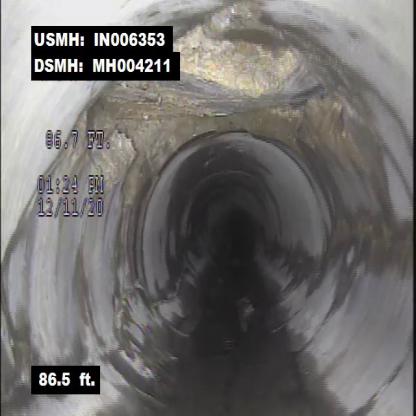 USMH: IN006353
DSMH: MH004211
86.7 FT.
01:24 PM
12/11/20
86.5 ft.